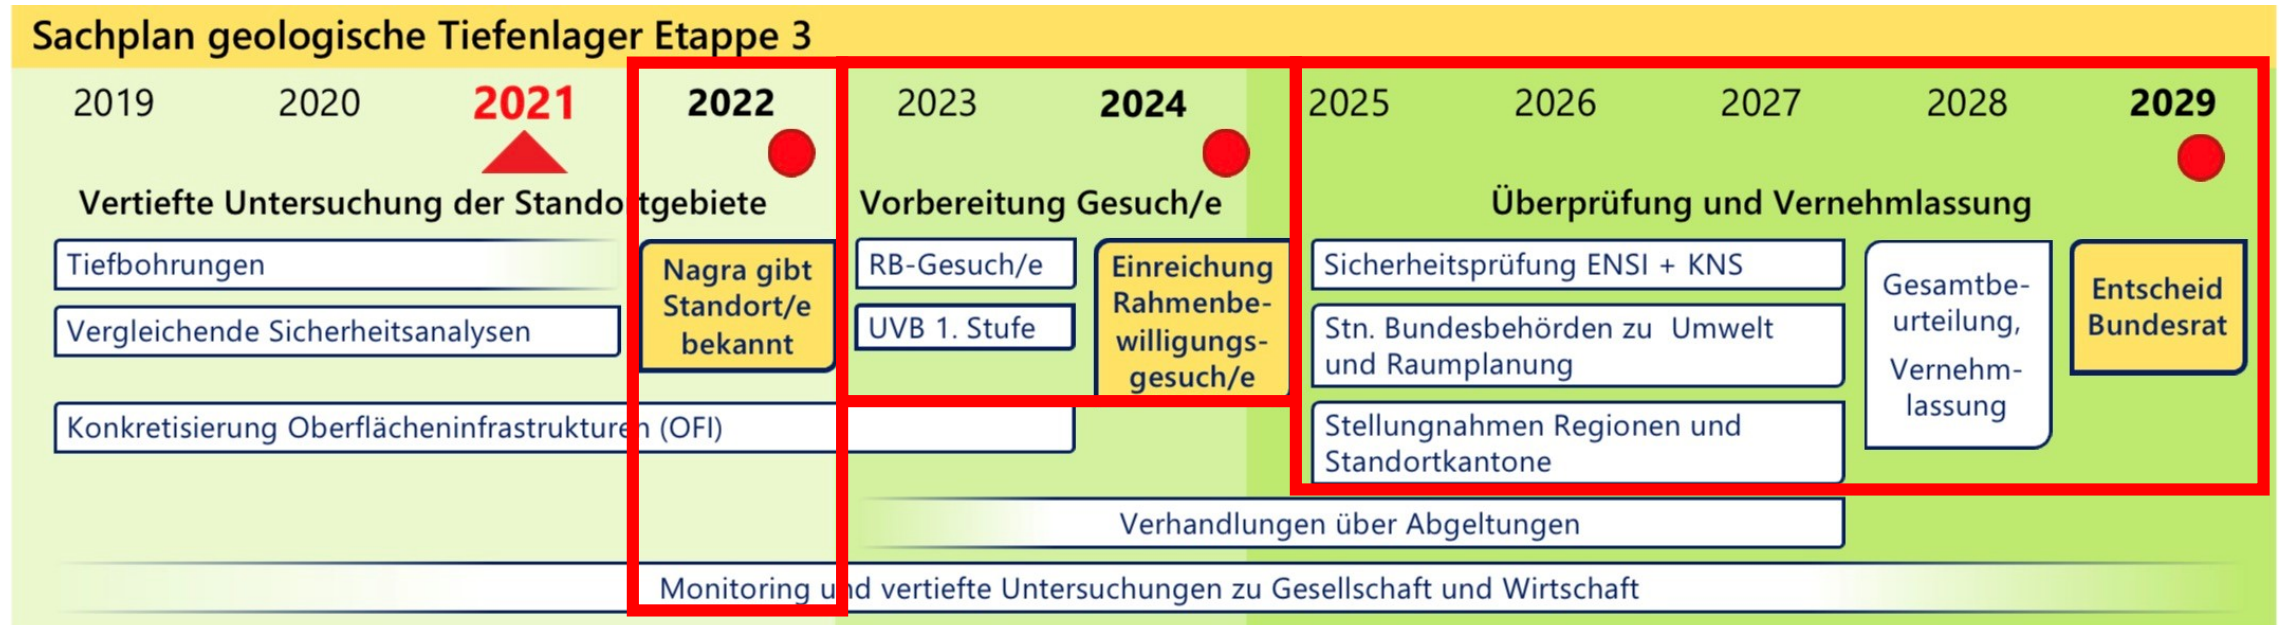 Sachplan geologische Tiefenlager Etappe 3
2019 2020 2021 2022 2023 2024 2025 2026 2027 2028 2029
Vertiefte Untersuchung der Standortgebiete
Tiefbohrungen
Vergleichende Sicherheitsanalysen
Nagra gibt
Standort/e
bekannt
Konkretisierung Oberflächeninfrastrukturen (OFI)
Vorbereitung Gesuch/e
RB-Gesuch/e
UVB 1. Stufe
Einreichung
Rahmenbe-
willigungs-
gesuch/e
Überprüfung und Vernehmlassung
Sicherheitsprüfung ENSI + KNS
Stn. Bundesbehörden zu Umwelt
und Raumplanung
Stellungnahmen Regionen und
Standortkantone
Gesamtbe-
urteilung,
Vernehm-
lassung
Entscheid
Bundesrat
Verhandlungen über Abgeltungen
Monitoring und vertiefte Untersuchungen zu Gesellschaft und Wirtschaft